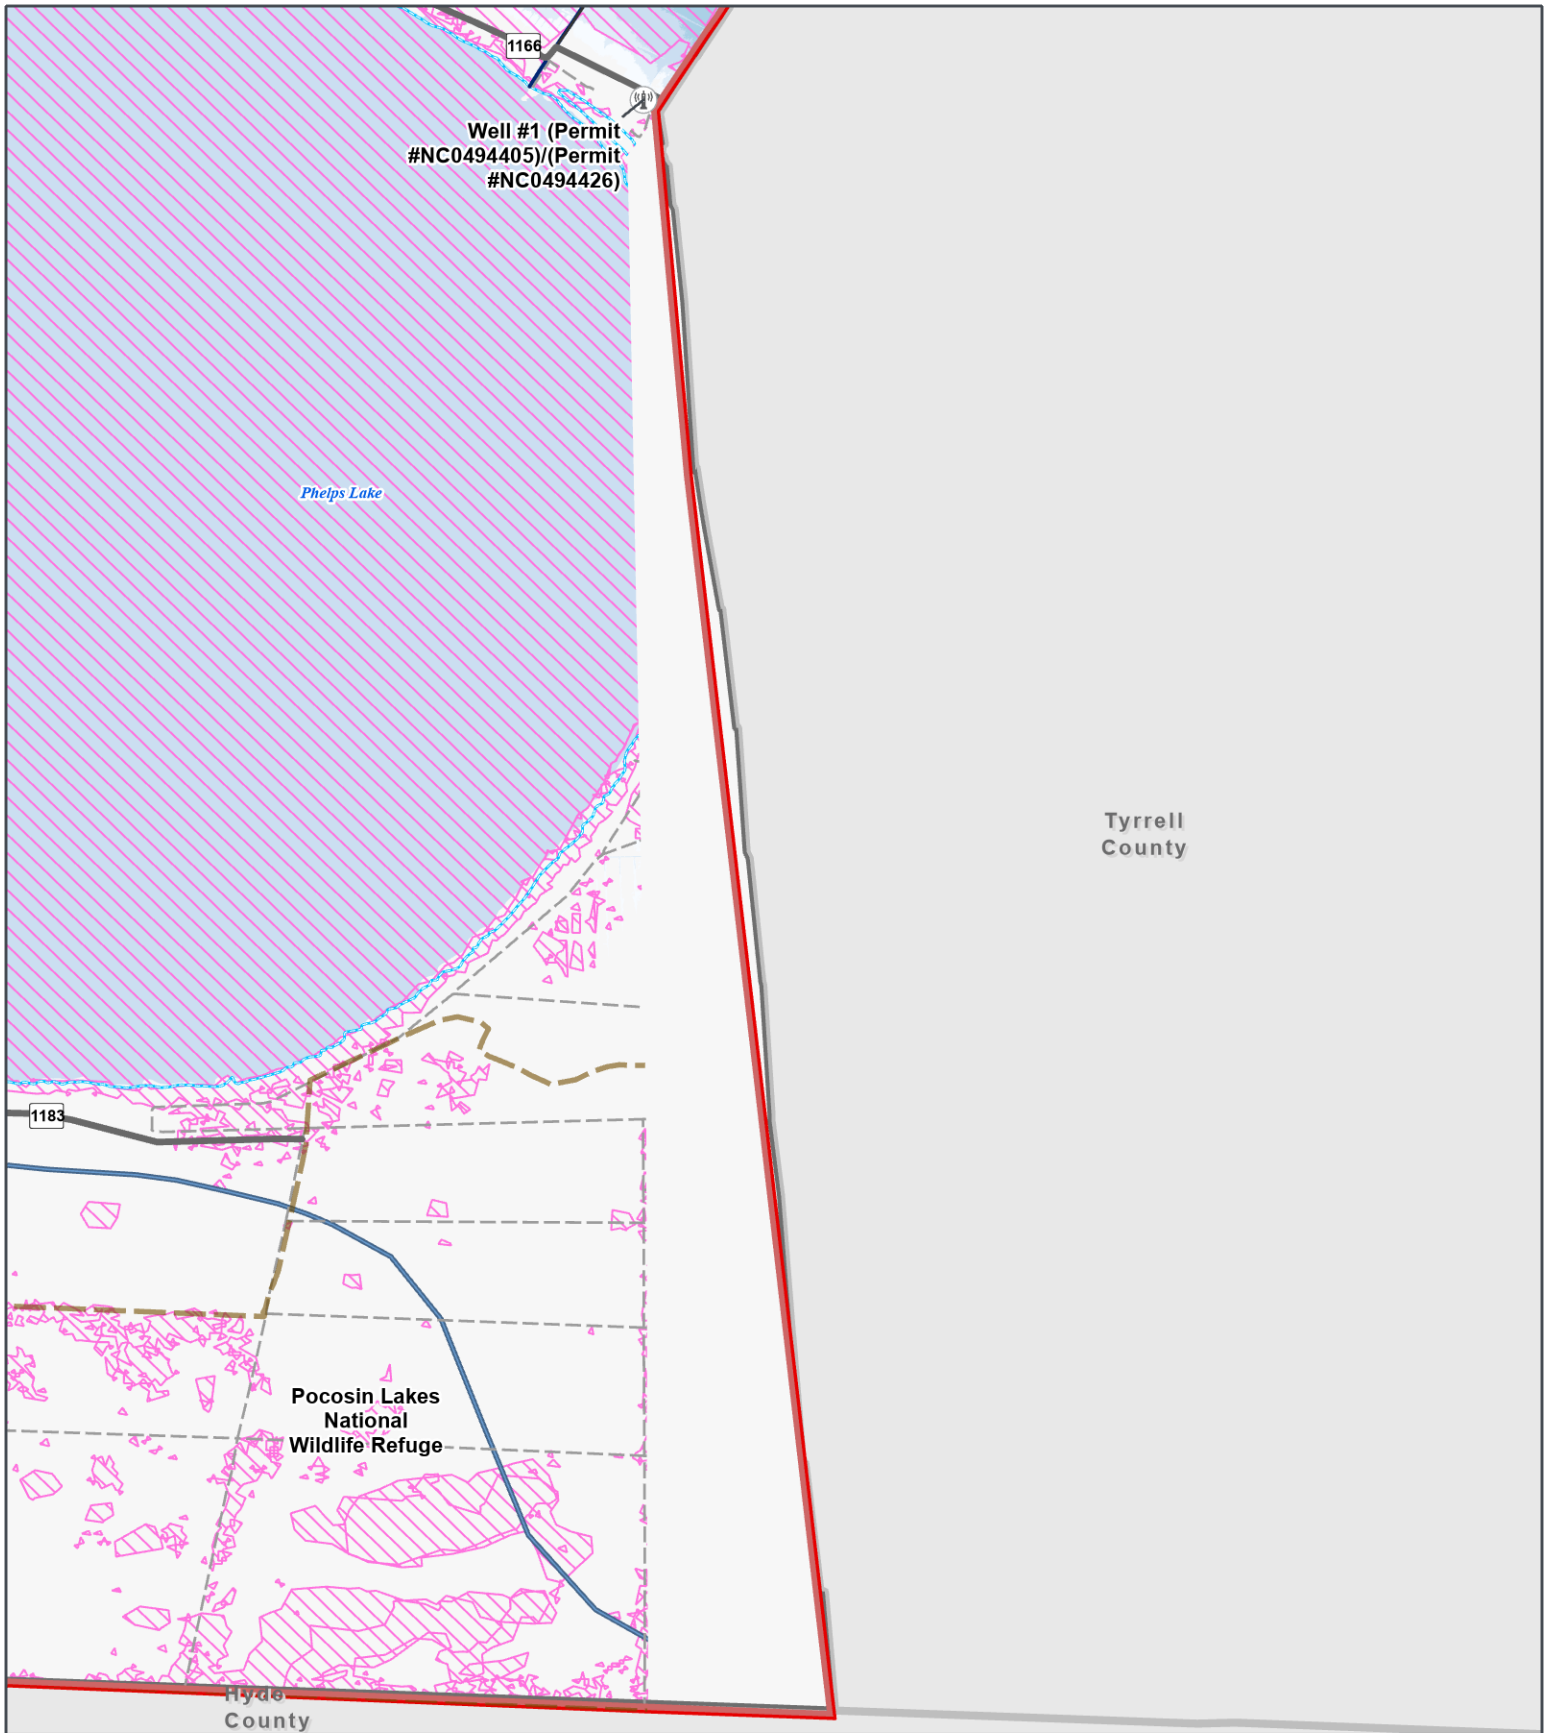 1166
Well #1 (Permit
#NC0494405)/(Permit
#NC0494426)
Phelps Lake
Tyrrell
County
1183
Pocosin Lakes
National
Wildlife Refuge
Hyde
County